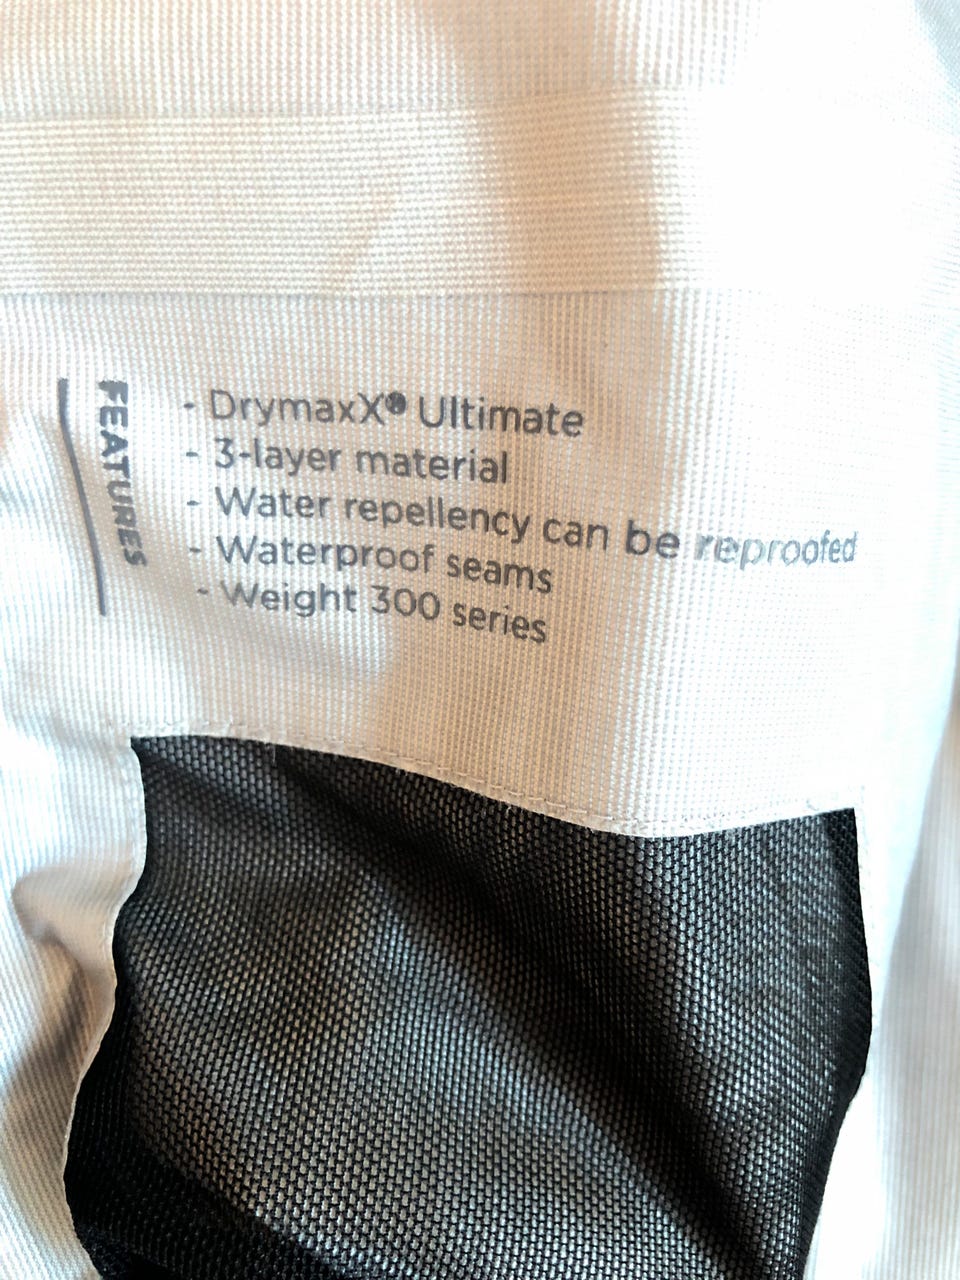 FEATURES
- DrymaxX® Ultimate
- 3-layer material
- Water repellency can be reproofed
- Waterproof seams
- Weight 300 series